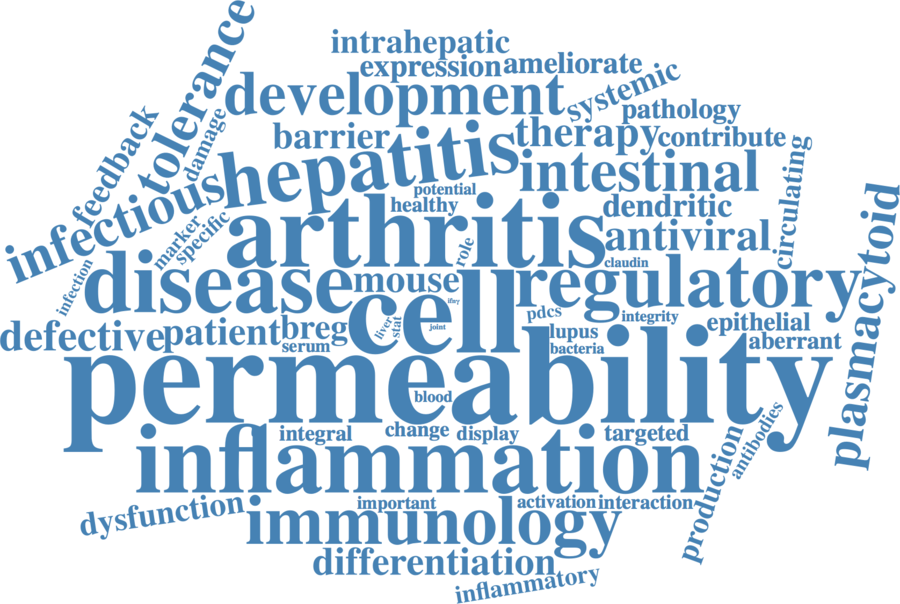 intrahepatic
expression
ameliorate
tolerance
development
systemic
pathology
feedback
damage
barrier
therapy
contribute
hepatitis
intestinal
circulating
infectious
potential
healthy
dendritic
arthritis
antiviral
marker
specific
role
claudin
plasmacytoid
infection
disease
mouse
cell
regulatory
ifnγ
pdcs
integrity
defective
patient
breg
liver
stat
joint
lupus
epithelial
aberrant
serum
bacteria
permeability
blood
integral
change
display
targeted
antibodies
production
inflammation
dysfunction
important
activation
interaction
immunology
differentiation
inflammatory